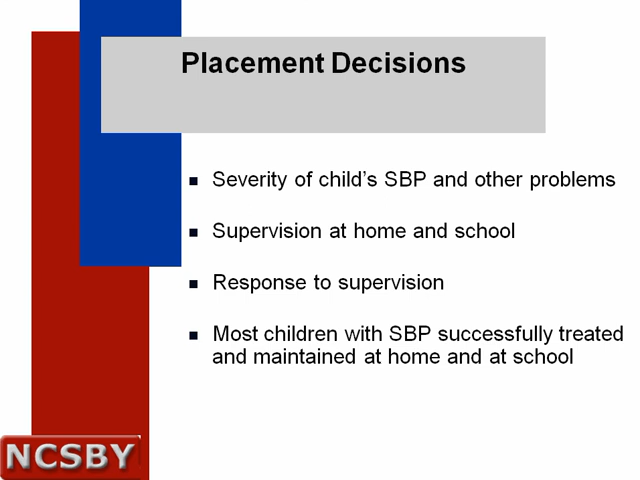 Placement Decisions
Severity of child's SBP and other problems
Supervision at home and school
Response to supervision
Most children with SBP successfully treated
and maintained at home and at school
NCSBY